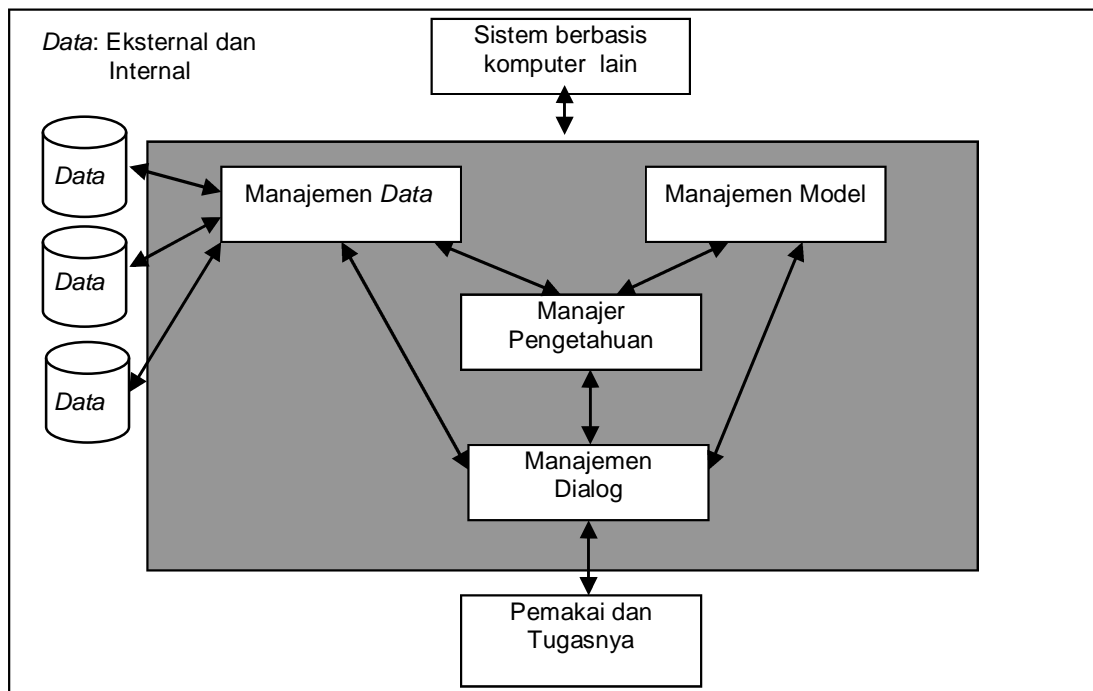 Data: Eksternal dan
Internal
Sistem berbasis
komputer lain
Data
Data
Data
Manajemen Data
Manajemen Model
Manajer
Pengetahuan
Manajemen
Dialog
Pemakai dan
Tugasnya